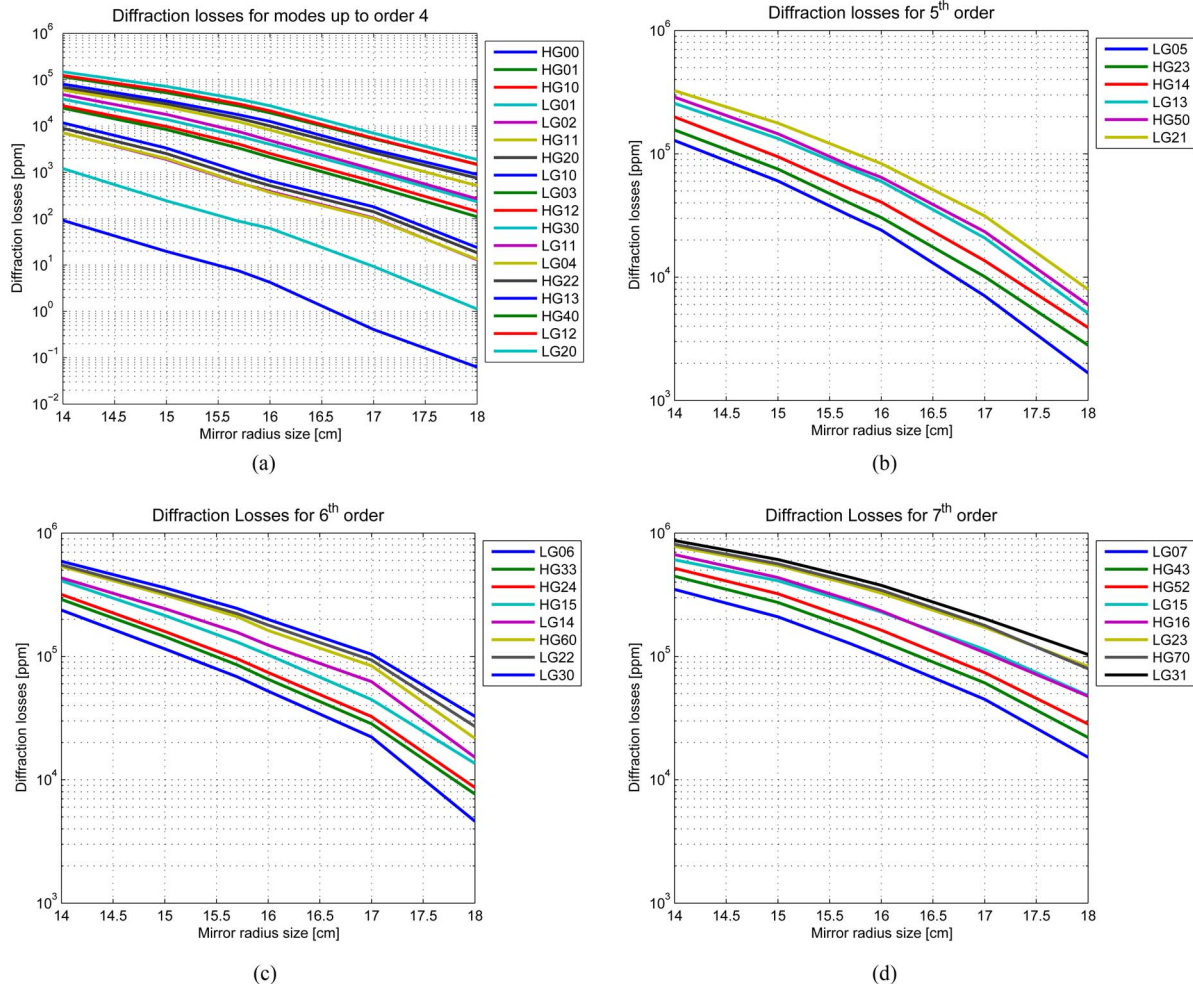 Diffraction losses for modes up to order 4
Diffraction losses [ppm]
10^6
10^5
10^4
10^3
10^2
10^1
10^0
10^-1
10^-2
14 14.5 15 15.5 16 16.5 17 17.5 18
Mirror radius size [cm]
HG00
HG01
HG10
LG01
LG02
HG11
HG20
LG10
LG03
HG12
HG30
LG11
LG04
HG22
HG13
HG40
LG12
LG20
(a)
Diffraction losses for 5th order
Diffraction losses [ppm]
10^6
10^5
10^4
10^3
14 14.5 15 15.5 16 16.5 17 17.5 18
Mirror radius size [cm]
LG05
HG23
HG14
LG13
HG50
LG21
(b)
Diffraction Losses for 6th order
Diffraction losses [ppm]
10^6
10^5
10^4
10^3
14 14.5 15 15.5 16 16.5 17 17.5 18
Mirror radius size [cm]
LG06
HG33
HG24
HG15
LG14
HG60
LG22
LG30
(c)
Diffraction Losses for 7th order
Diffraction losses [ppm]
10^6
10^5
10^4
10^3
14 14.5 15 15.5 16 16.5 17 17.5 18
Mirror radius size [cm]
LG07
HG43
HG52
LG15
HG16
LG23
HG70
LG31
(d)